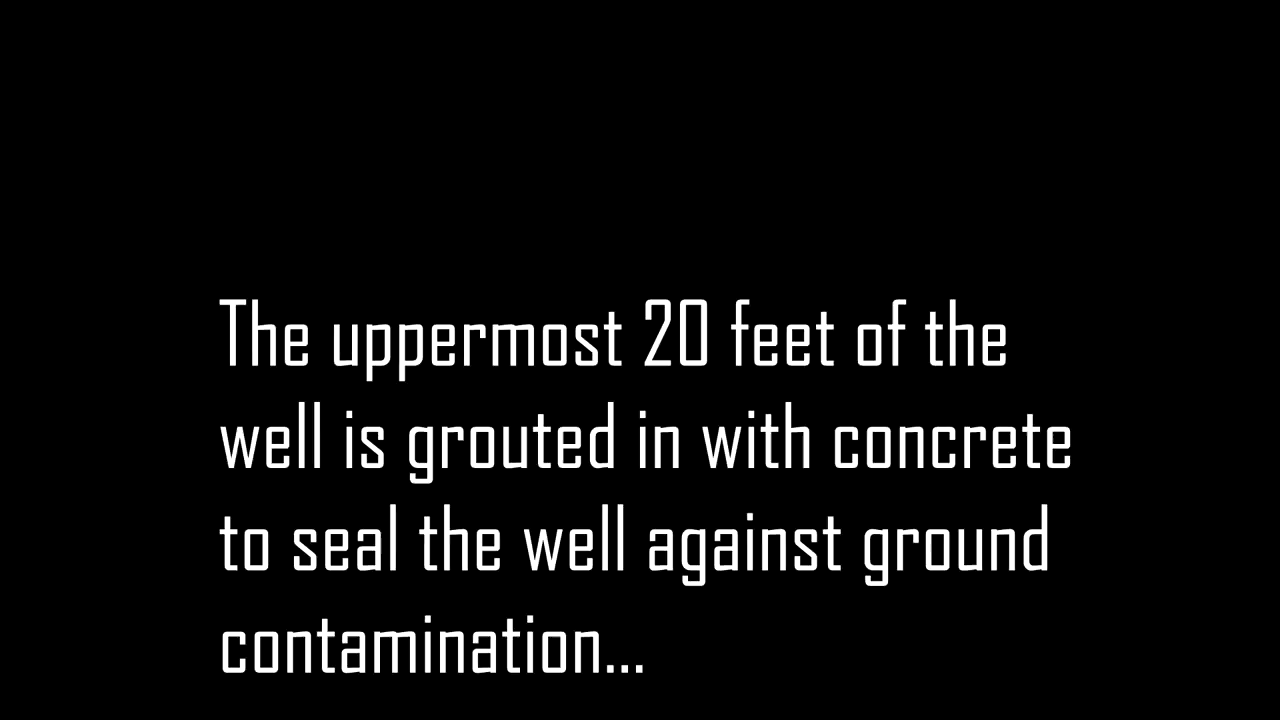 The uppermost 20 feet of the
well is grouted in with concrete
to seal the well against ground
contamination...